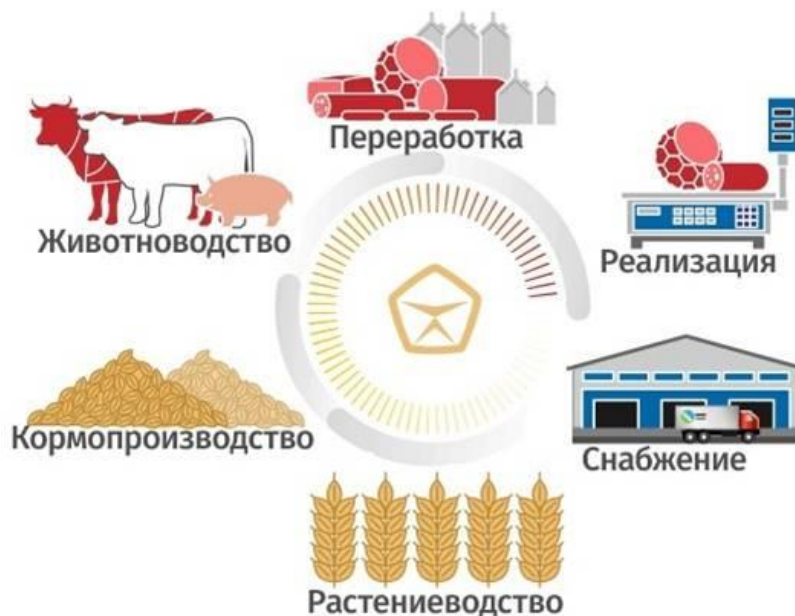 Переработка
Животноводство
Реализация
Кормопроизводство
Снабжение
Растениеводство